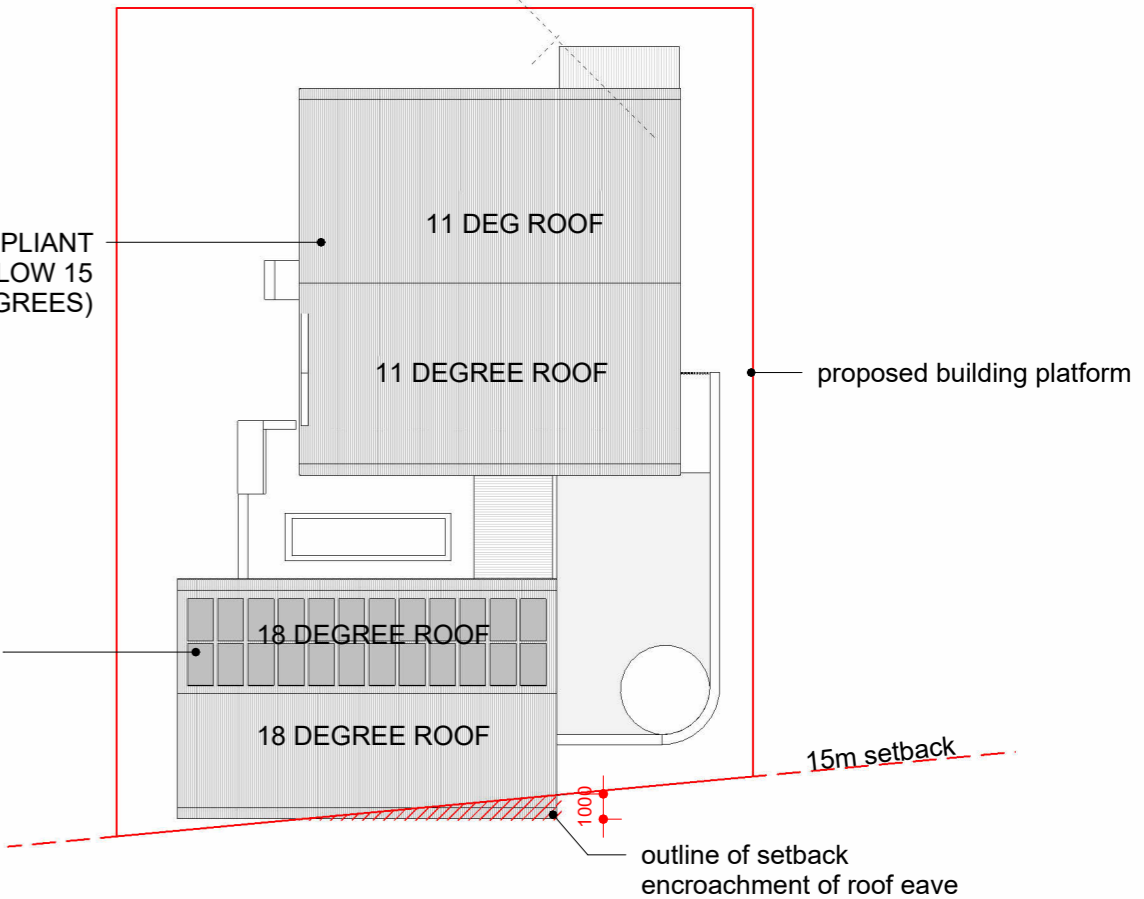 11 DEG ROOF
PLIANT
LOW 15
GREES)
11 DEGREE ROOF
proposed building platform
18 DEGREE ROOF
18 DEGREE ROOF
15m setback
1000
outline of setback
encroachment of roof eave